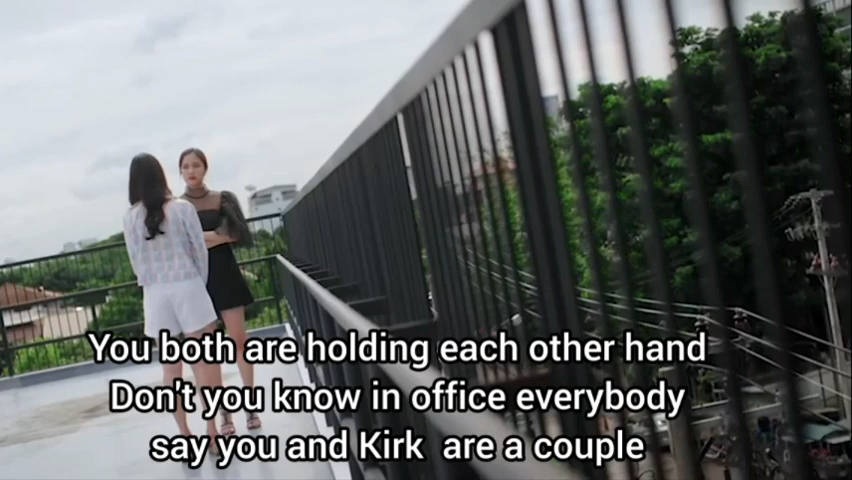 You both are holding each other hand
Don't you know in office everybody
say you and Kirk are a couple